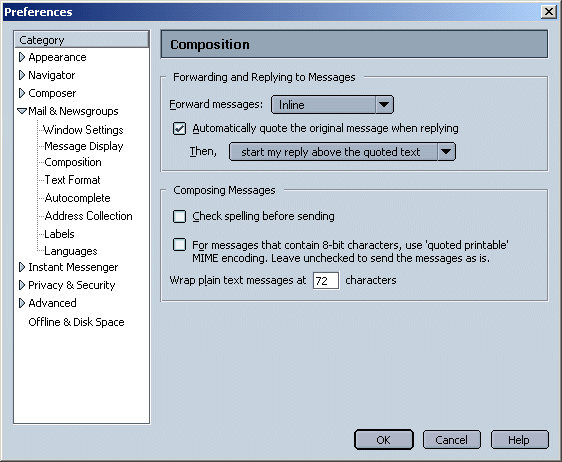 Preferences
Category
Appearance
Navigator
Composer
Mail & Newsgroups
Window Settings
Message Display
Composition
Text Format
Autocomplete
Address Collection
Labels
Languages
Instant Messenger
Privacy & Security
Advanced
Offline & Disk Space
Composition
Forwarding and Replying to Messages
Forward messages: Inline
Automatically quote the original message when replying
Then, start my reply above the quoted text
Composing Messages
Check spelling before sending
For messages that contain 8-bit characters, use 'quoted printable'
MIME encoding. Leave unchecked to send the messages as is.
Wrap plain text messages at 72 characters
OK Cancel Help